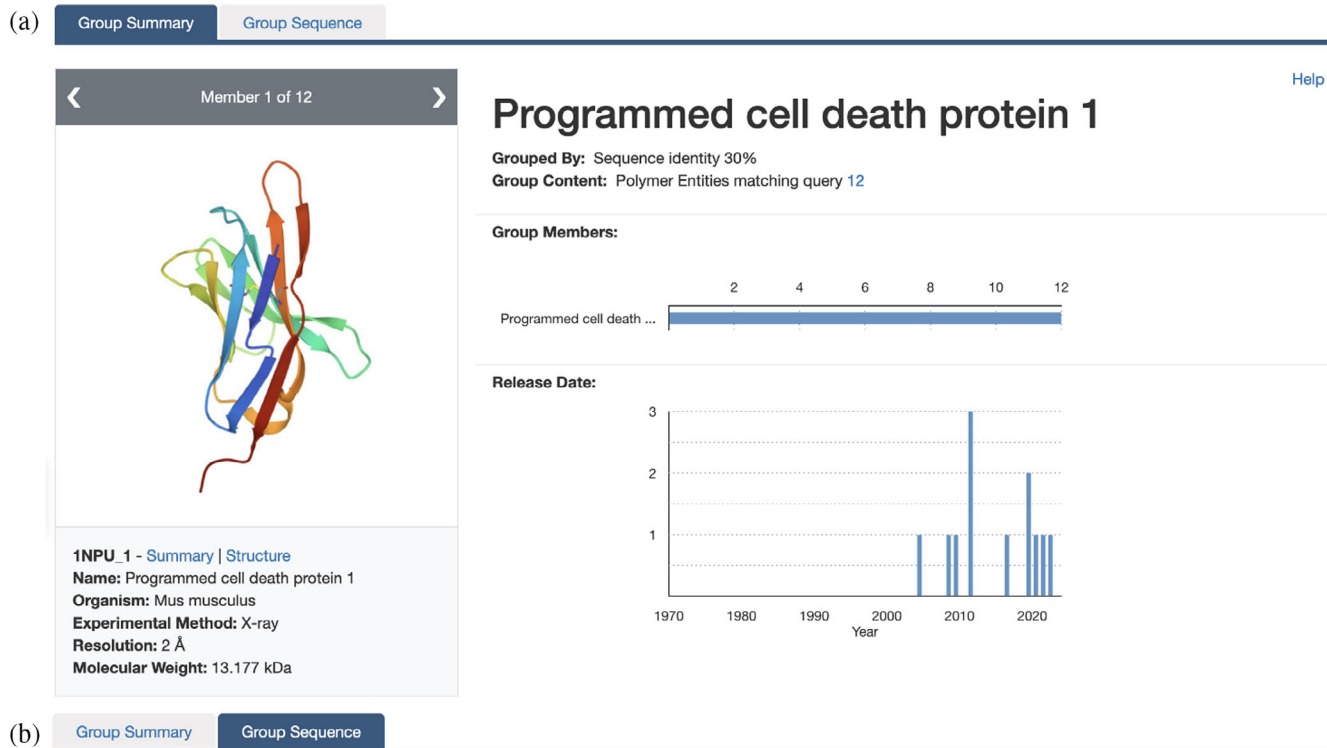 (a)
Group Summary Group Sequence
Member 1 of 12
Help
Programmed cell death protein 1
Grouped By: Sequence identity 30%
Group Content: Polymer Entities matching query 12
Group Members:
2 4 6 8 10 12
Programmed cell death ...
Release Date:
3
2
1
1970 1980 1990 2000 2010 2020
Year
1NPU_1 - Summary | Structure
Name: Programmed cell death protein 1
Organism: Mus musculus
Experimental Method: X-ray
Resolution: 2 Å
Molecular Weight: 13.177 kDa
(b)
Group Summary Group Sequence